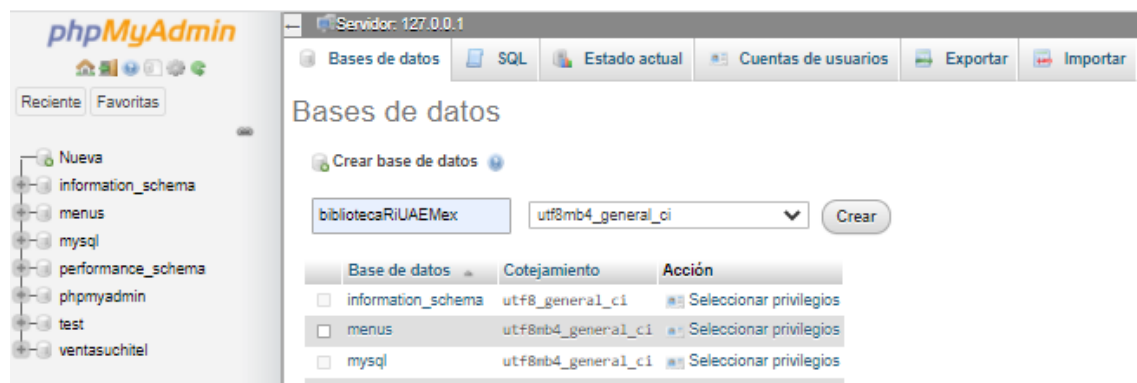 phpMyAdmin
Reciente Favoritas
Nueva
information_schema
menus
mysql
performance_schema
phpmyadmin
test
ventasuchitel
Servidor: 127.0.0.1
Bases de datos SQL Estado actual Cuentas de usuarios Exportar Importar
Bases de datos
Crear base de datos
bibliotecaRiUAEMex utf8mb4_general_ci Crear
Base de datos Cotejamiento Acción
information_schema utf8_general_ci Seleccionar privilegios
menus utf8mb4_general_ci Seleccionar privilegios
mysql utf8mb4_general_ci Seleccionar privilegios